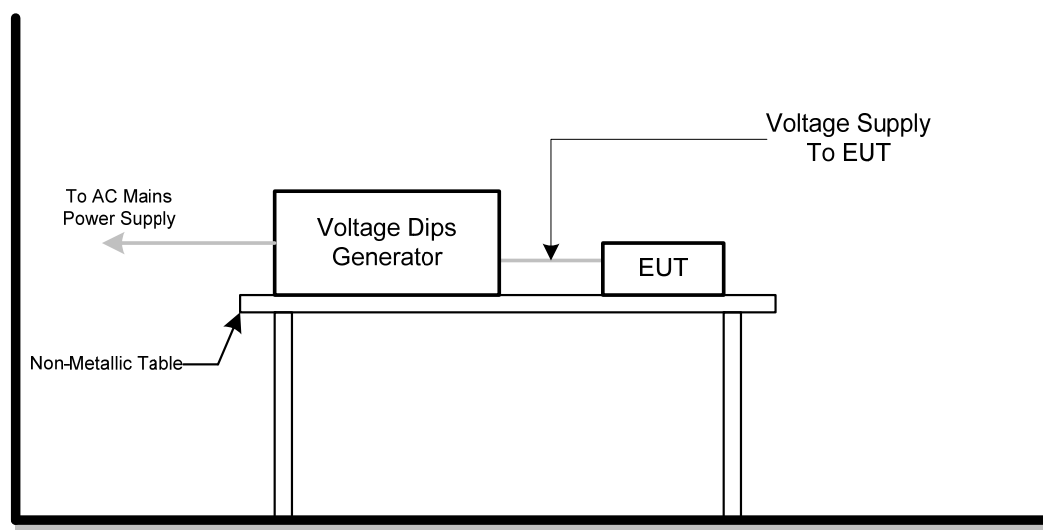 Voltage Supply
To EUT
To AC Mains
Power Supply
Voltage Dips
Generator
EUT
Non-Metallic Table